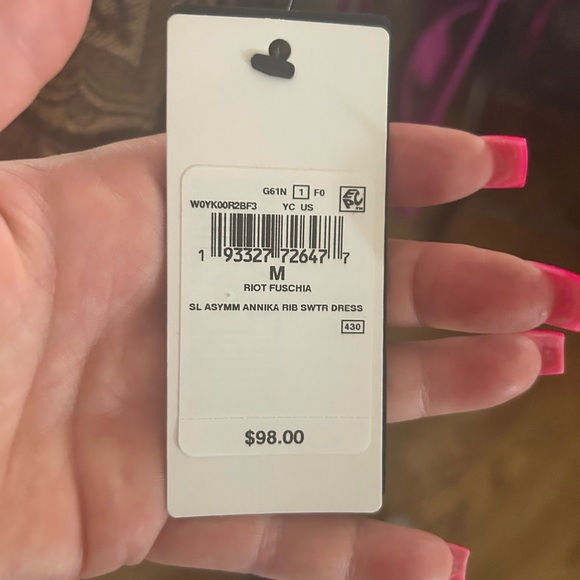 G61N 1 F0
W0YK00R2BF3 YC US
1 93327 72647 7
M
RIOT FUSCHIA
SL ASYMM ANNIKA RIB SWTR DRESS
430
$98.00